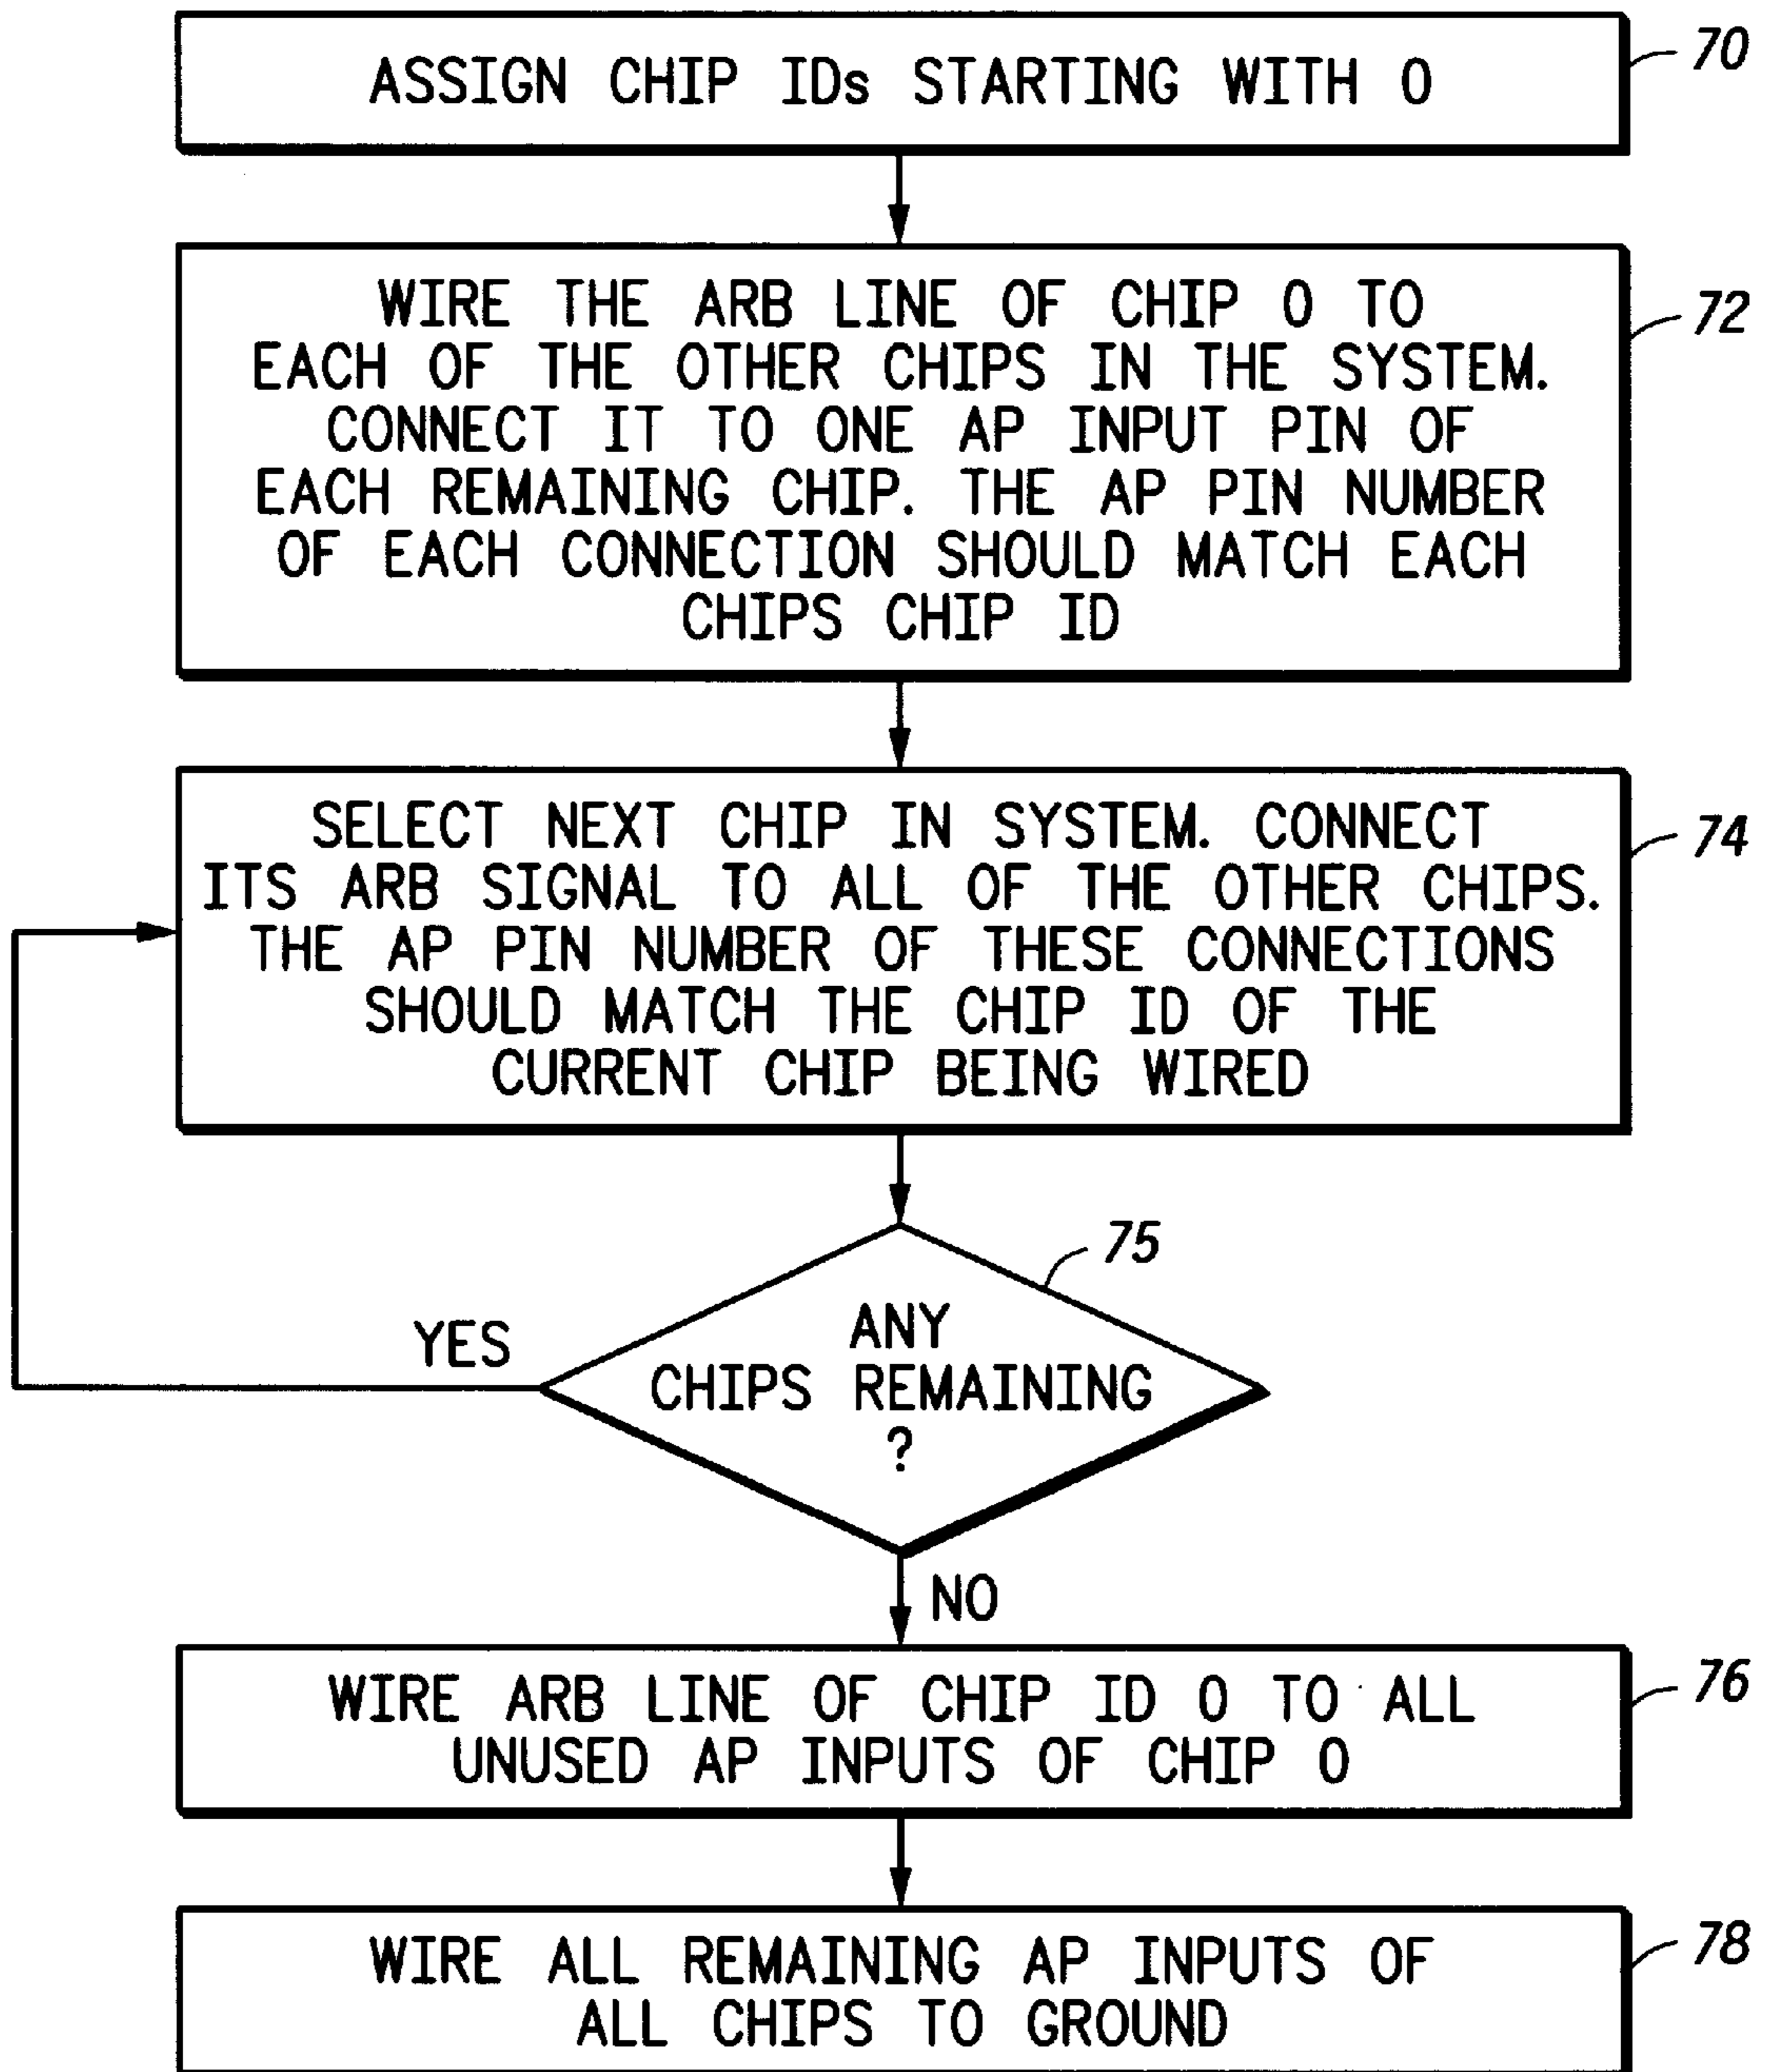 ASSIGN CHIP IDs STARTING WITH 0
70
WIRE THE ARB LINE OF CHIP 0 TO
EACH OF THE OTHER CHIPS IN THE SYSTEM.
CONNECT IT TO ONE AP INPUT PIN OF
EACH REMAINING CHIP. THE AP PIN NUMBER
OF EACH CONNECTION SHOULD MATCH EACH
CHIPS CHIP ID
72
SELECT NEXT CHIP IN SYSTEM. CONNECT
ITS ARB SIGNAL TO ALL OF THE OTHER CHIPS.
THE AP PIN NUMBER OF THESE CONNECTIONS
SHOULD MATCH THE CHIP ID OF THE
CURRENT CHIP BEING WIRED
74
75
ANY
CHIPS REMAINING
?
YES
NO
WIRE ARB LINE OF CHIP ID 0 TO ALL
UNUSED AP INPUTS OF CHIP 0
76
WIRE ALL REMAINING AP INPUTS OF
ALL CHIPS TO GROUND
78